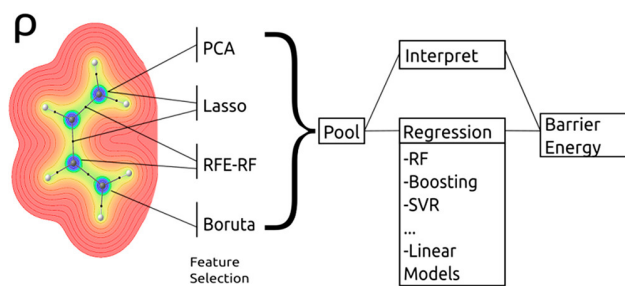 ρ
PCA
Lasso
RFE-RF
Boruta
Feature
Selection
Pool
Interpret
Regression
-RF
-Boosting
-SVR
...
-Linear
Models
Barrier
Energy